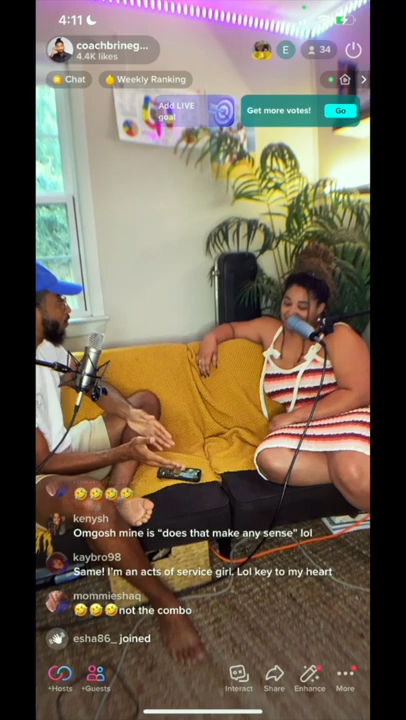 4:11
coachbrineg...
4.4K likes
E
34
Chat
Weekly Ranking
Add LIVE
goal
Get more votes!
Go
kenysh
Omgosh mine is “does that make any sense” lol
kaybro98
Same! I’m an acts of service girl. Lol key to my heart
mommieshaq
🤣🤣🤣not the combo
esha86_ joined
+Hosts
+Guests
Interact
Share
Enhance
More